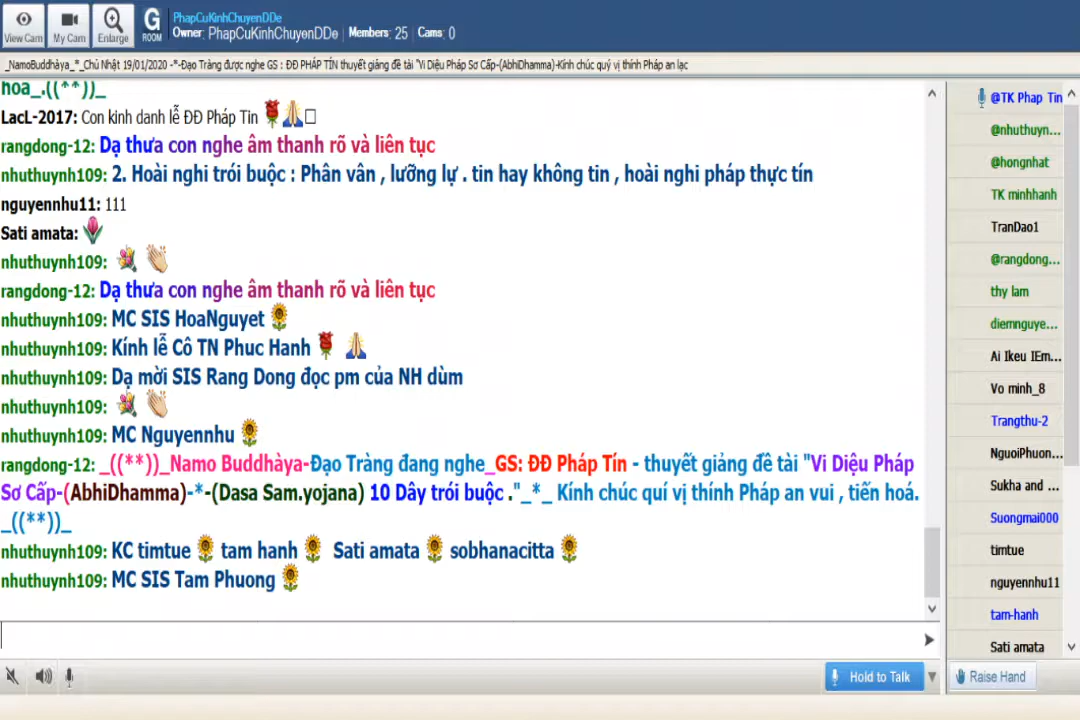 PhapCuKinhChuyenDDe
Owner: PhapCuKinhChuyenDDe | Members: 25 | Cams: 0
View Cam
My Cam
Enlarge
G
ROOM
_NamoBuddhàya_*_Chủ Nhật 19/01/2020 -*-Đạo Tràng được nghe GS : ĐĐ PHÁP TÍN thuyết giảng đề tài "Vi Diệu Pháp Sơ Cấp-(AbhiDhamma)-Kính chúc quý vị thính Pháp an lạc
hoa_.((**))_
LacL-2017: Con kinh danh lễ ĐĐ Pháp Tin
rangdong-12: Dạ thưa con nghe âm thanh rõ và liên tục
nhuthuynh109: 2. Hoài nghi trói buộc : Phân vân , lưỡng lự . tin hay không tin , hoài nghi pháp thực tín
nguyennhu11: 111
Sati amata:
nhuthuynh109:
rangdong-12: Dạ thưa con nghe âm thanh rõ và liên tục
nhuthuynh109: MC SIS HoaNguyet
nhuthuynh109: Kính lễ Cô TN Phuc Hanh
nhuthuynh109: Dạ mời SIS Rang Dong đọc pm của NH dùm
nhuthuynh109:
nhuthuynh109: MC Nguyennhu
rangdong-12: _((**))_Namo Buddhàya-Đạo Tràng đang nghe_GS: ĐĐ Pháp Tín - thuyết giảng đề tài "Vi Diệu Pháp
Sơ Cấp-(AbhiDhamma)-*-(Dasa Sam.yojana) 10 Dây trói buộc ."_*_ Kính chúc quí vị thính Pháp an vui , tiến hoá.
_((**))_
nhuthuynh109: KC timtue tam hanh Sati amata sobhanacitta
nhuthuynh109: MC SIS Tam Phuong
@TK Phap Tin
@nhuthuyn...
@hongnhat
TK minhhanh
TranDao1
@rangdong...
thy lam
diemnguye...
Ai Ikeu IEm...
Vo minh_8
Trangthu-2
NguoiPhuon...
Sukha and ...
Suongmai000
timtue
nguyennhu11
tam-hanh
Sati amata
Hold to Talk
Raise Hand